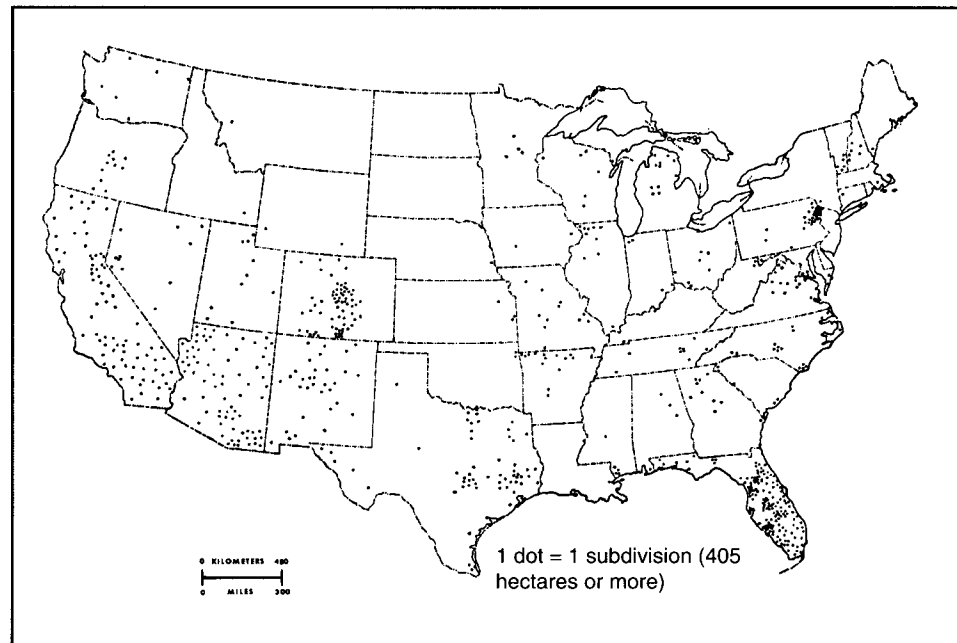 1 dot = 1 subdivision (405
hectares or more)
0 KILOMETERS 480
0 MILES 300